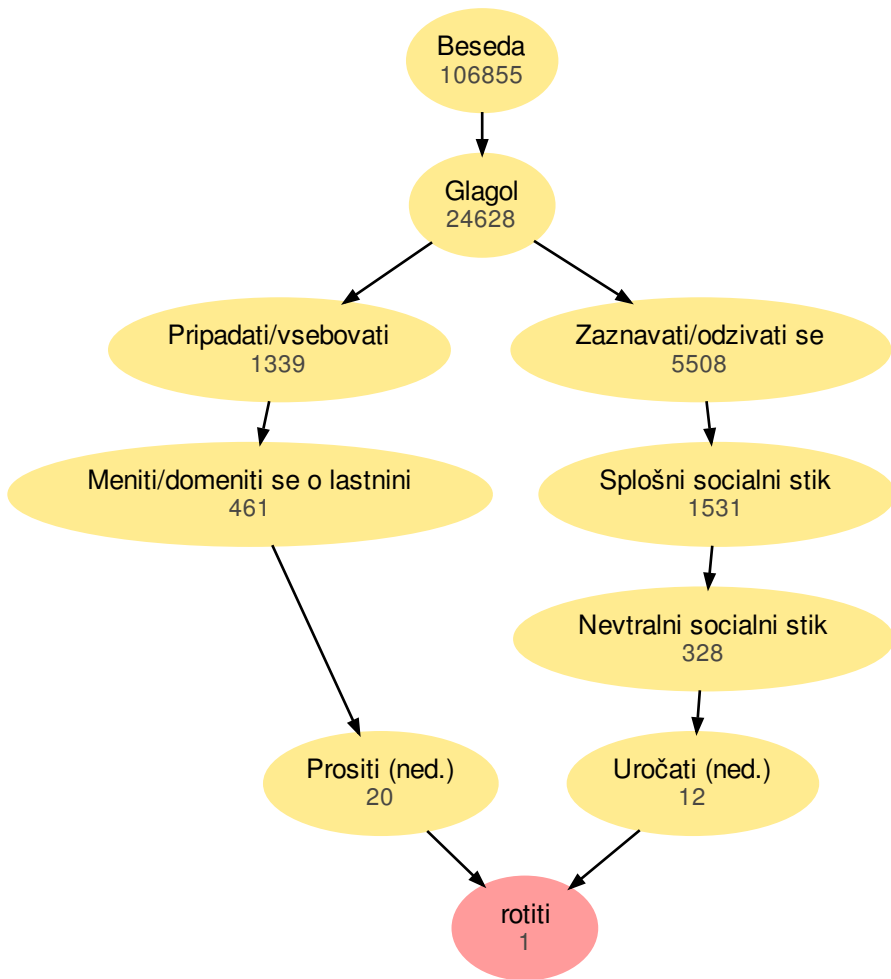 Beseda
106855
Glagol
24628
Pripadati/vsebovati
1339
Zaznavati/odzivati se
5508
Meniti/domeniti se o lastnini
461
Splošni socialni stik
1531
Nevtralni socialni stik
328
Prositi (ned.)
20
Uročati (ned.)
12
rotiti
1